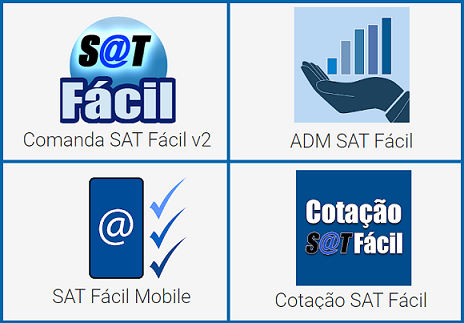 S@T
Fácil
Comanda SAT Fácil v2
ADM SAT Fácil
@
SAT Fácil Mobile
Cotação
S@T Fácil
Cotação SAT Fácil